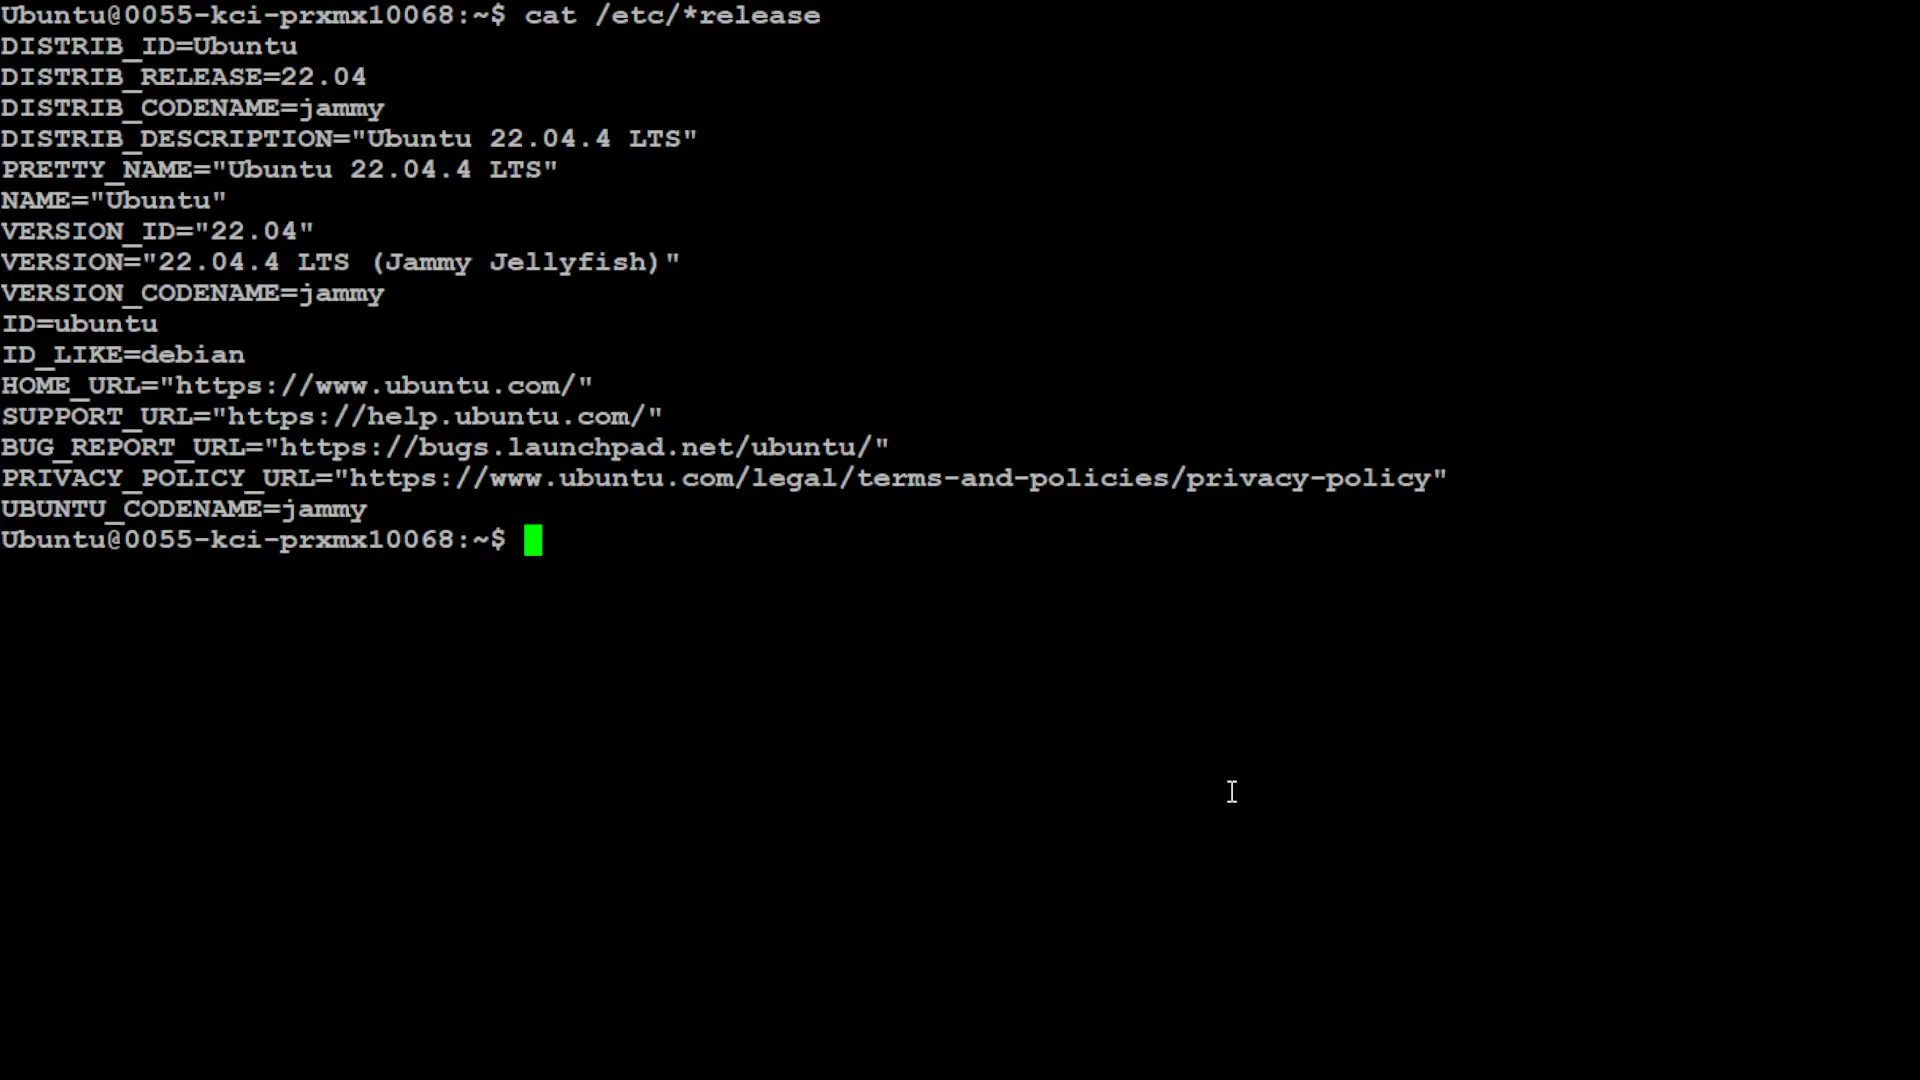 Ubuntu@0055-kci-prxmx10068:~$ cat /etc/*release
DISTRIB_ID=Ubuntu
DISTRIB_RELEASE=22.04
DISTRIB_CODENAME=jammy
DISTRIB_DESCRIPTION="Ubuntu 22.04.4 LTS"
PRETTY_NAME="Ubuntu 22.04.4 LTS"
NAME="Ubuntu"
VERSION_ID="22.04"
VERSION="22.04.4 LTS (Jammy Jellyfish)"
VERSION_CODENAME=jammy
ID=ubuntu
ID_LIKE=debian
HOME_URL="https://www.ubuntu.com/"
SUPPORT_URL="https://help.ubuntu.com/"
BUG_REPORT_URL="https://bugs.launchpad.net/ubuntu/"
PRIVACY_POLICY_URL="https://www.ubuntu.com/legal/terms-and-policies/privacy-policy"
UBUNTU_CODENAME=jammy
Ubuntu@0055-kci-prxmx10068:~$